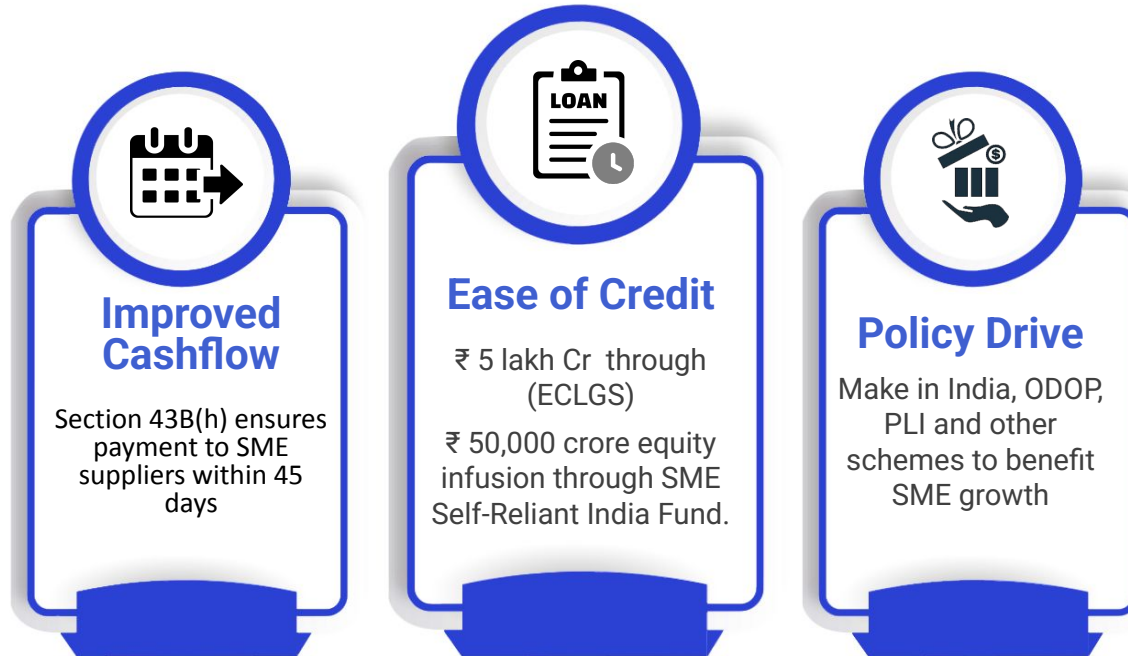 Improved
Cashflow
Section 43B(h) ensures
payment to SME
suppliers within 45
days
LOAN
Ease of Credit
₹ 5 lakh Cr through
(ECLGS)
₹ 50,000 crore equity
infusion through SME
Self-Reliant India Fund.
$
Policy Drive
Make in India, ODOP,
PLI and other
schemes to benefit
SME growth